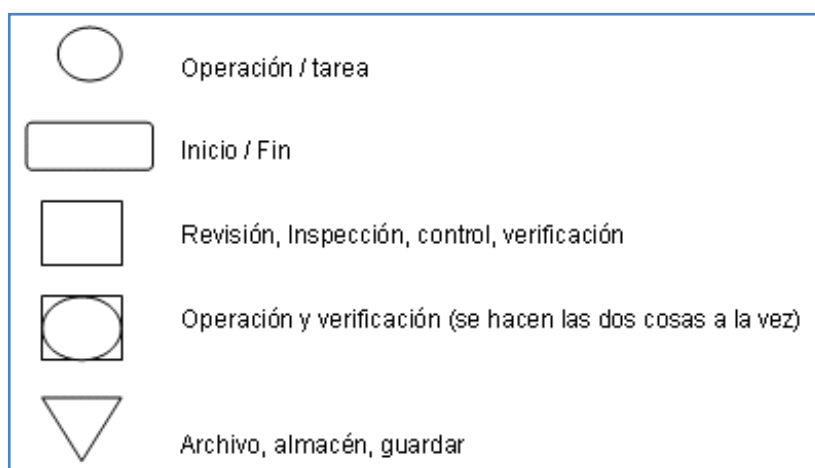 Operación / tarea
Inicio / Fin
Revisión, Inspección, control, verificación
Operación y verificación (se hacen las dos cosas a la vez)
Archivo, almacén, guardar